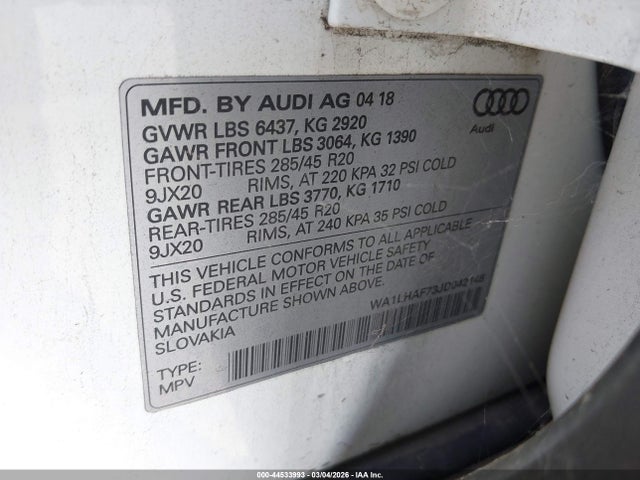 MFD. BY AUDI AG 04 18
GVWR LBS 6437, KG 2920
GAWR FRONT LBS 3064, KG 1390
FRONT-TIRES 285/45 R20
9JX20 RIMS, AT 220 KPA 32 PSI COLD
GAWR REAR LBS 3770, KG 1710
REAR-TIRES 285/45 R20
9JX20 RIMS, AT 240 KPA 35 PSI COLD
THIS VEHICLE CONFORMS TO ALL APPLICABLE
U.S. FEDERAL MOTOR VEHICLE SAFETY
STANDARDS IN EFFECT ON THE DATE OF
MANUFACTURE SHOWN ABOVE.
SLOVAKIA
WA1LHAF73JD042148
TYPE:
MPV
Audi
00-44533993 - 03/04/2026 - IAA Inc.